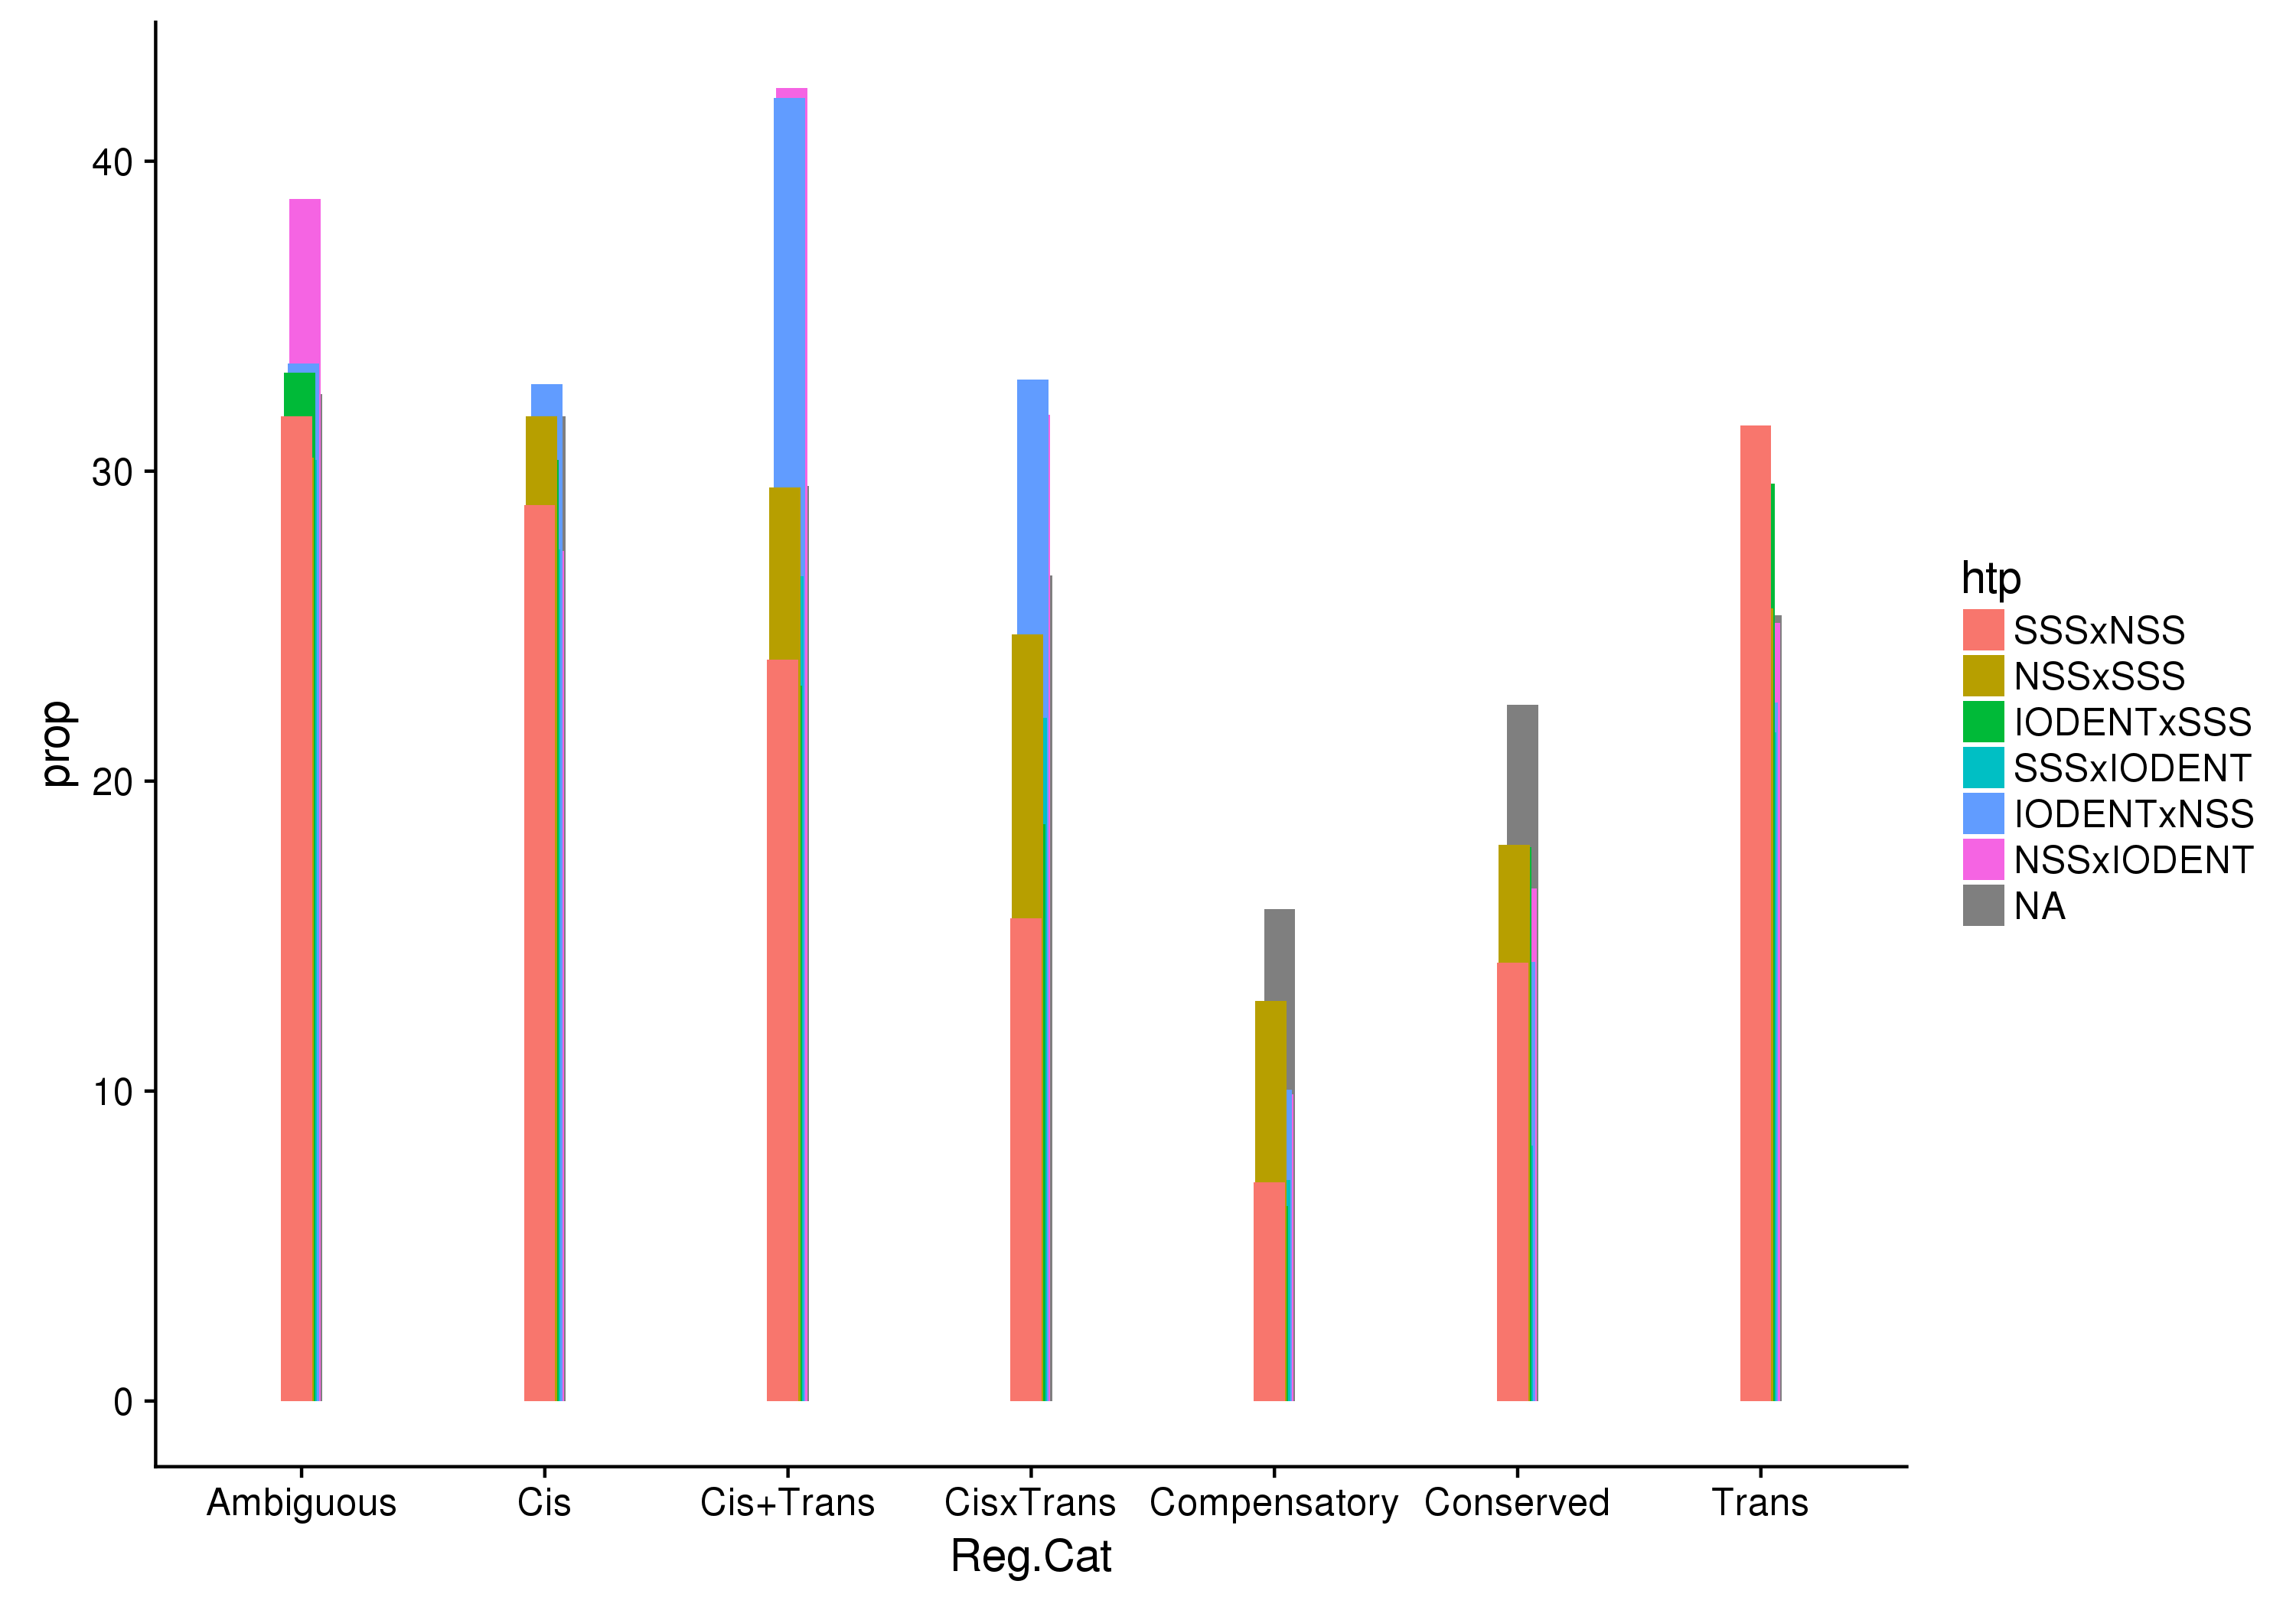 prop
40
30
20
10
0
Ambiguous
Cis
Cis+Trans
CisxTrans
Compensatory
Conserved
Trans
Reg.Cat
htp
SSSxNSS
NSSxSSS
IODENTxSSS
SSSxIODENT
IODENTxNSS
NSSxIODENT
NA